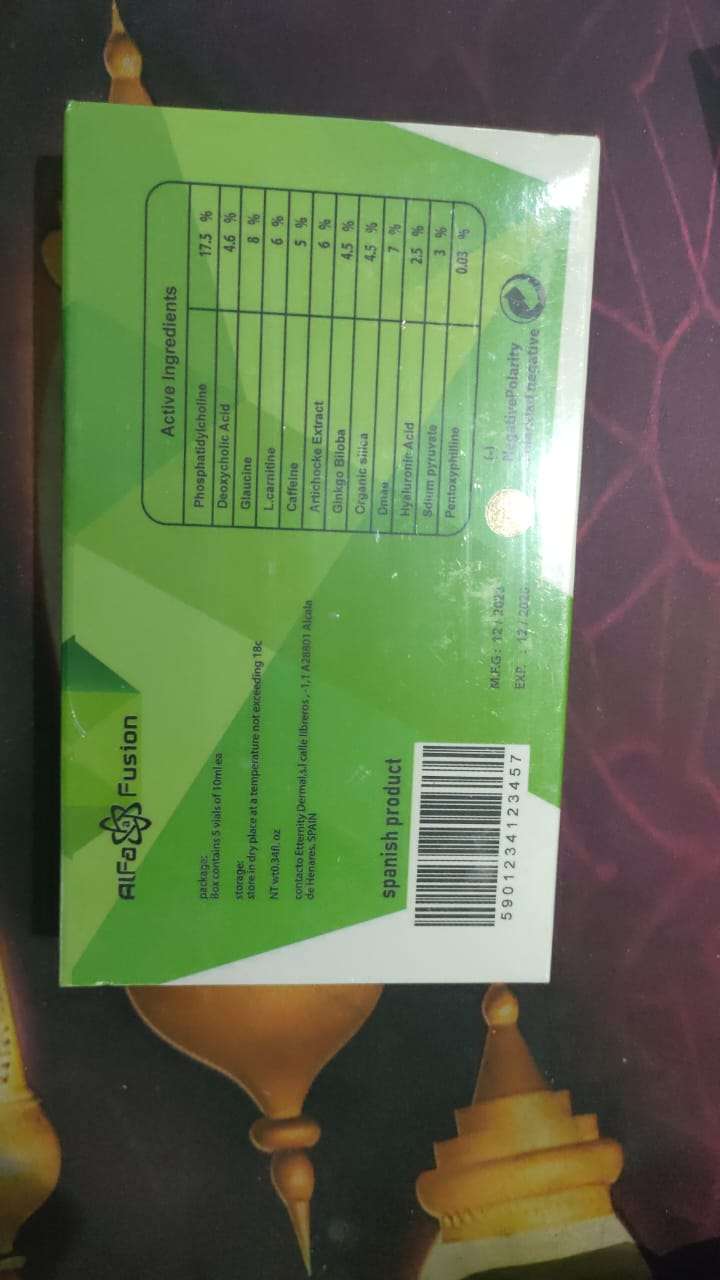 AlFa Fusion
package:
Box contains 5 vials of 10ml.ea
storage:
store in dry place at a temperature not exceeding 18c
NT wt0.34fl. oz
contacto Etternity Dermal,s.l calle libreros,-1,1 A28801 Alcala
de Henares, SPAIN
spanish product
5901234123457
M.F.G: 12 / 202
EXP. : 12 / 202
Active Ingredients
Phosphatidylcholine 17.5 %
Deoxycholic Acid 4.6 %
Glaucine 8 %
L.carnitine 6 %
Caffeine 5 %
Artichocke Extract 6 %
Ginkgo Biloba 4.5 %
Organic silica 4.5 %
Dmae 7 %
Hyaluronic Acid 2.5 %
Sdium pyruvate 3 %
Pentoxyphilline 0.03 %
(-)
NegativePolarity
negative